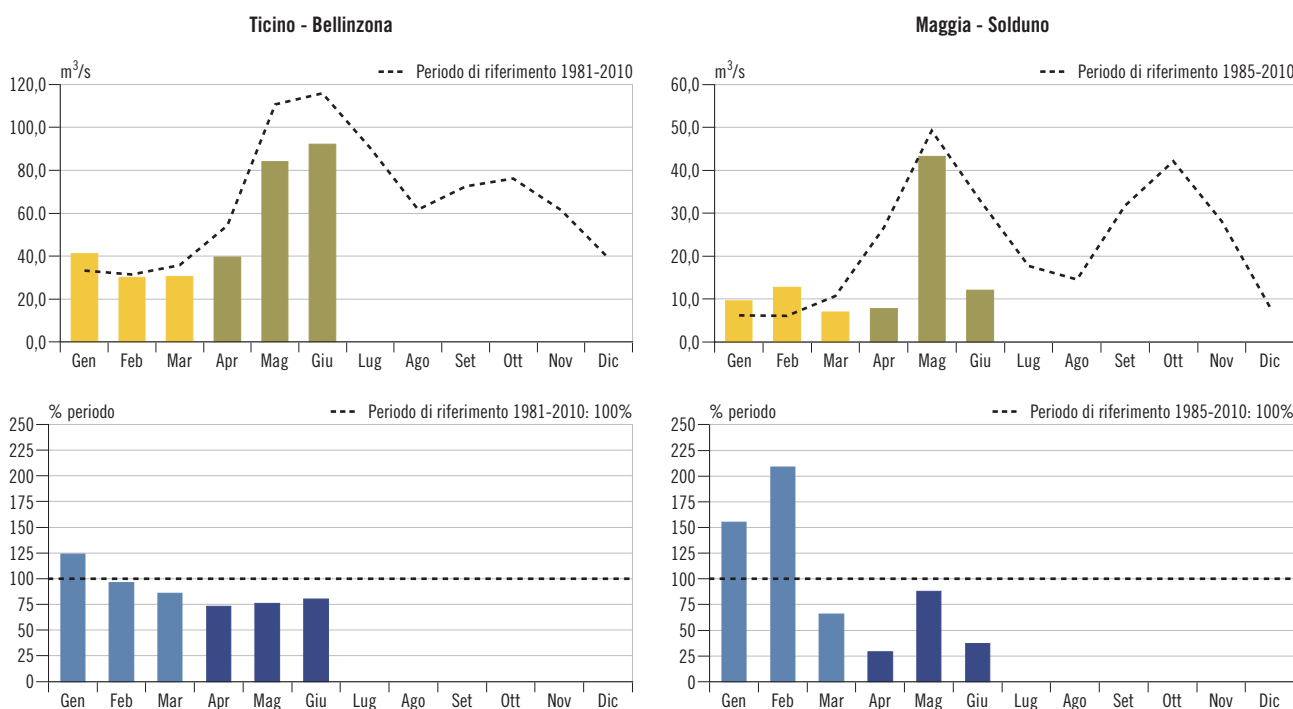 Ticino - Bellinzona
m³/s
Periodo di riferimento 1981-2010
120,0
100,0
80,0
60,0
40,0
20,0
0,0
Gen Feb Mar Apr Mag Giu Lug Ago Set Ott Nov Dic
Maggia - Solduno
m³/s
Periodo di riferimento 1985-2010
60,0
50,0
40,0
30,0
20,0
10,0
0,0
Gen Feb Mar Apr Mag Giu Lug Ago Set Ott Nov Dic
% periodo
Periodo di riferimento 1981-2010: 100%
250
225
200
175
150
125
100
75
50
25
0
Gen Feb Mar Apr Mag Giu Lug Ago Set Ott Nov Dic
% periodo
Periodo di riferimento 1985-2010: 100%
250
225
200
175
150
125
100
75
50
25
0
Gen Feb Mar Apr Mag Giu Lug Ago Set Ott Nov Dic